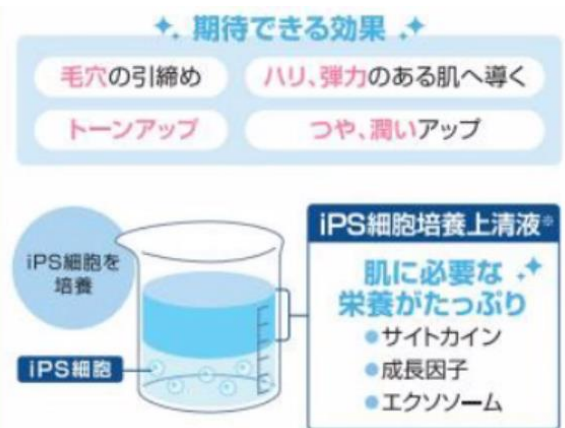 期待できる効果
毛穴の引締め
ハリ、弾力のある肌へ導く
トーンアップ
つや、潤いアップ
iPS細胞を
培養
iPS細胞
iPS細胞培養上清液※
肌に必要な
栄養がたっぷり
●サイトカイン
●成長因子
●エクソソーム